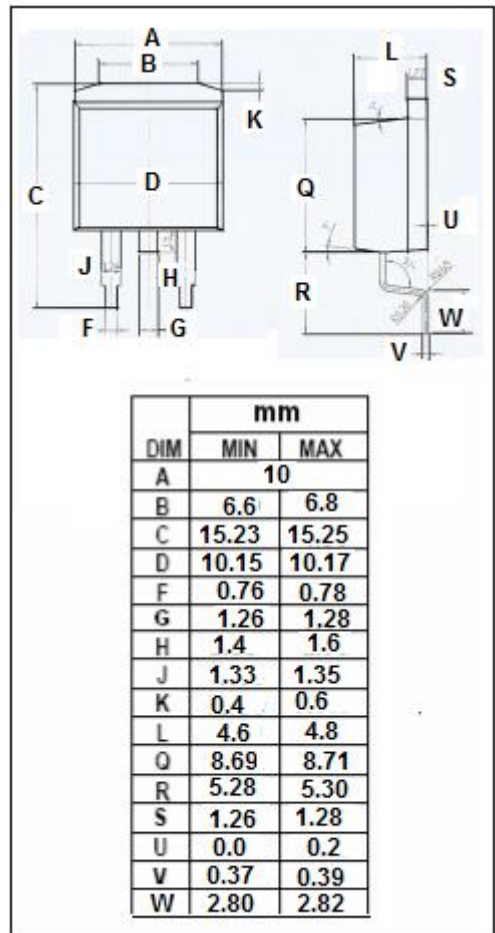 A
B
K
C
D
J
H
F
G
L
S
Q
U
R
W
V
mm
DIM MIN MAX
A 10
B 6.6 6.8
C 15.23 15.25
D 10.15 10.17
F 0.76 0.78
G 1.26 1.28
H 1.4 1.6
J 1.33 1.35
K 0.4 0.6
L 4.6 4.8
Q 8.69 8.71
R 5.28 5.30
S 1.26 1.28
U 0.0 0.2
V 0.37 0.39
W 2.80 2.82